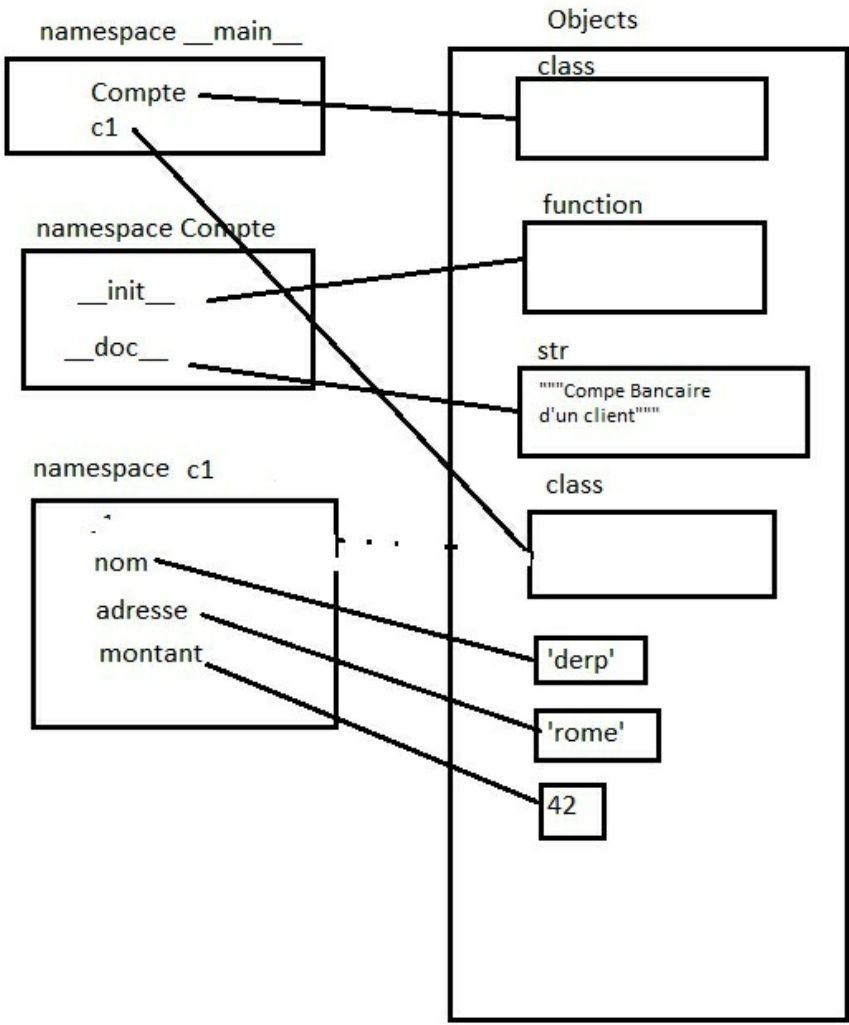 Objects
namespace __main__
class
Compte
c1
function
namespace Compte
__init__
__doc__
str
"""Compe Bancaire
d'un client"""
namespace c1
class
nom
adresse
montant
'derp'
'rome'
42